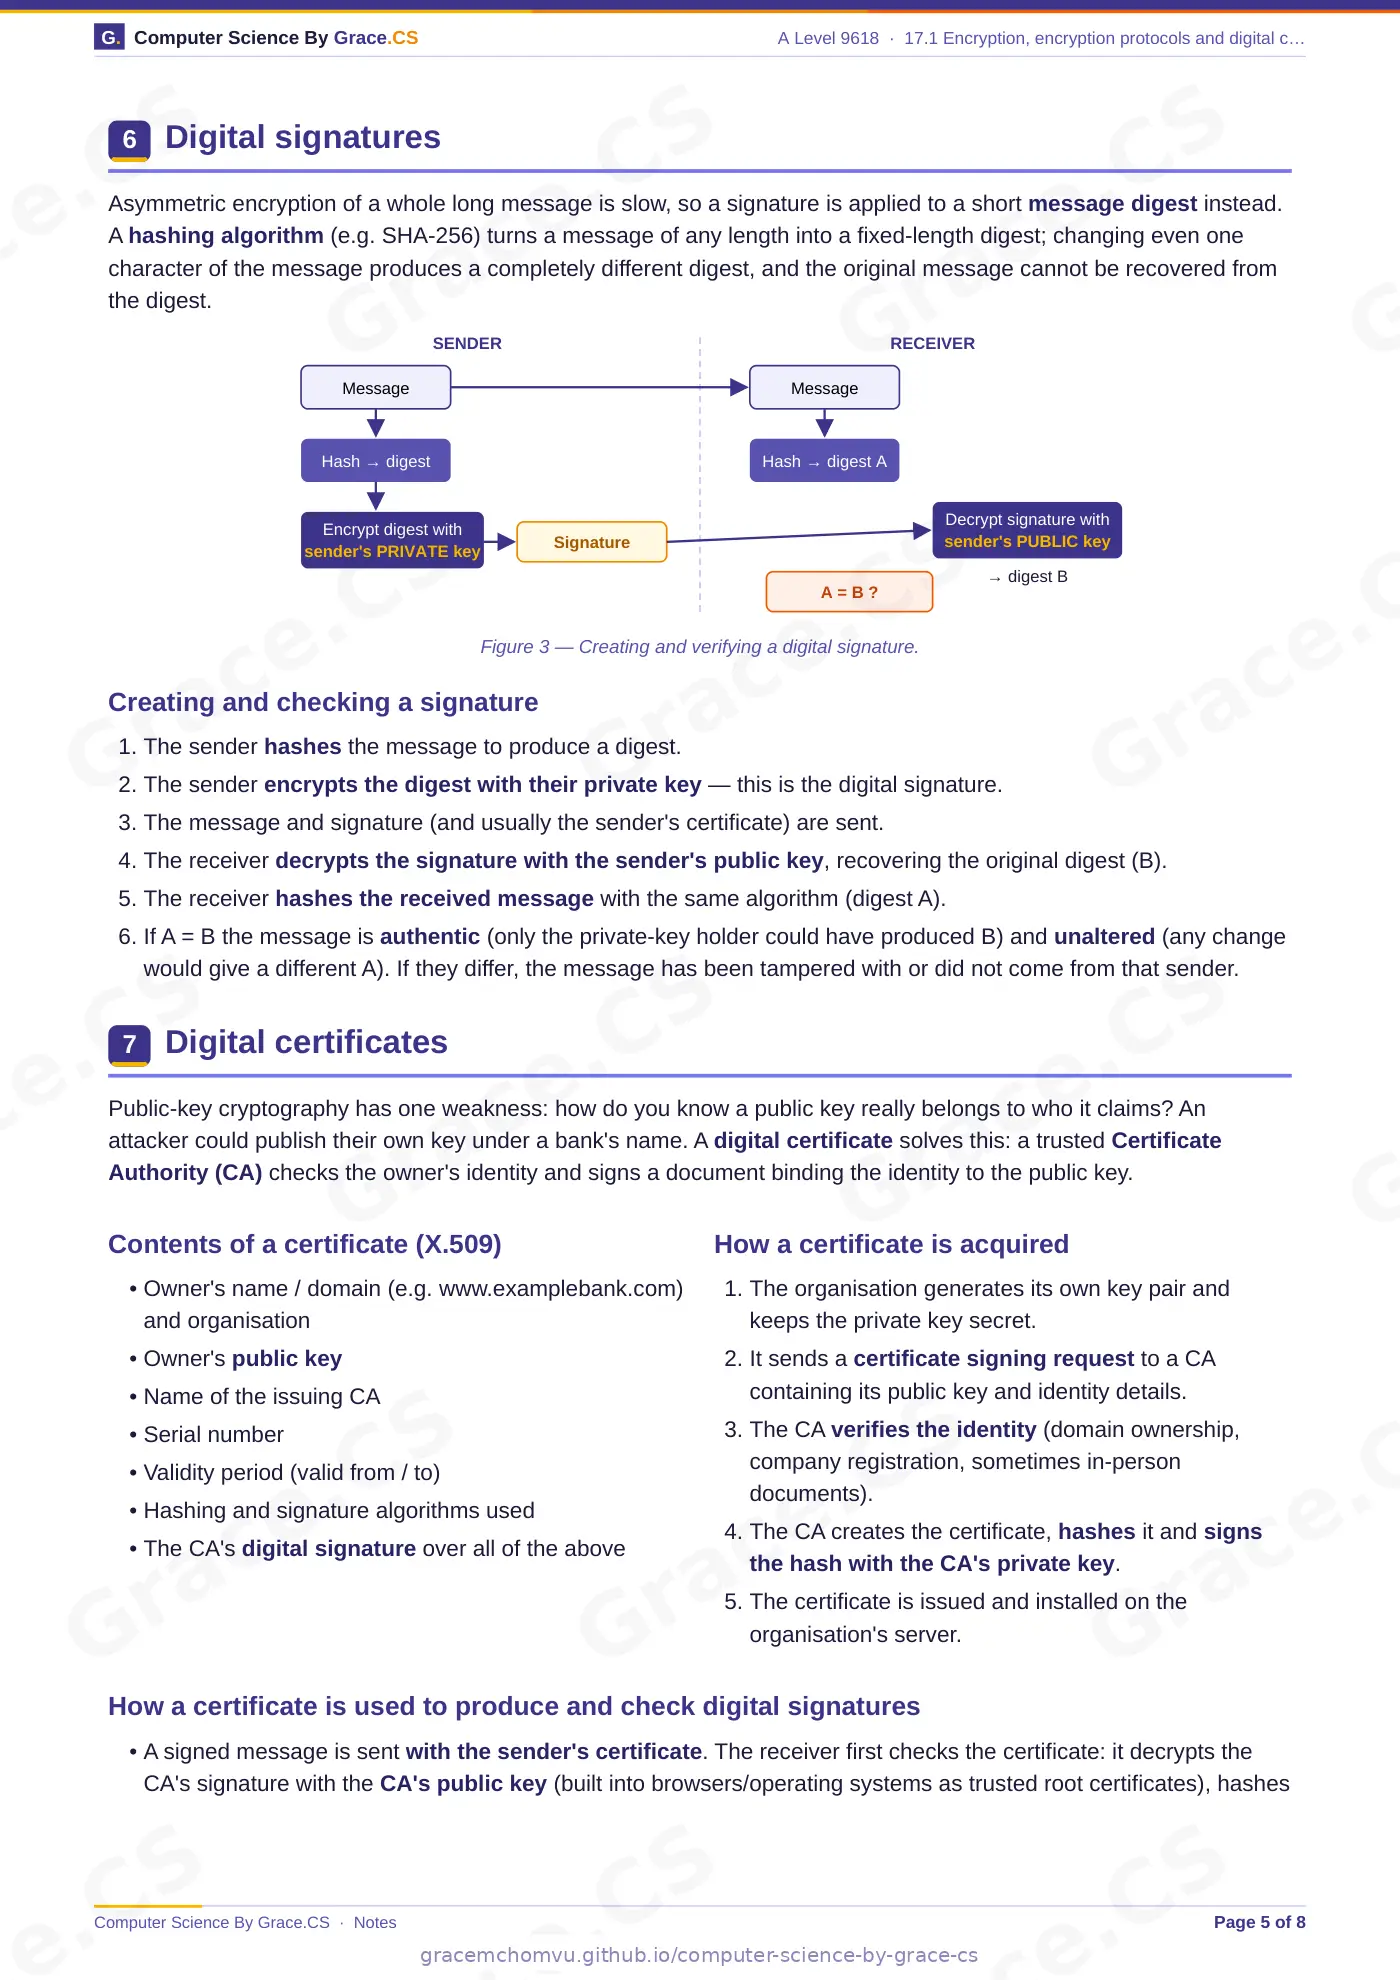 G. Computer Science By Grace.CS
A Level 9618 · 17.1 Encryption, encryption protocols and digital c…
6 Digital signatures
Asymmetric encryption of a whole long message is slow, so a signature is applied to a short message digest instead.
A hashing algorithm (e.g. SHA-256) turns a message of any length into a fixed-length digest; changing even one
character of the message produces a completely different digest, and the original message cannot be recovered from
the digest.
SENDER
RECEIVER
Message
Message
Hash → digest
Hash → digest A
Encrypt digest with
sender's PRIVATE key
Signature
Decrypt signature with
sender's PUBLIC key
→ digest B
A = B ?
Figure 3 — Creating and verifying a digital signature.
Creating and checking a signature
1. The sender hashes the message to produce a digest.
2. The sender encrypts the digest with their private key — this is the digital signature.
3. The message and signature (and usually the sender's certificate) are sent.
4. The receiver decrypts the signature with the sender's public key, recovering the original digest (B).
5. The receiver hashes the received message with the same algorithm (digest A).
6. If A = B the message is authentic (only the private-key holder could have produced B) and unaltered (any change
would give a different A). If they differ, the message has been tampered with or did not come from that sender.
7 Digital certificates
Public-key cryptography has one weakness: how do you know a public key really belongs to who it claims? An
attacker could publish their own key under a bank's name. A digital certificate solves this: a trusted Certificate
Authority (CA) checks the owner's identity and signs a document binding the identity to the public key.
Contents of a certificate (X.509)
• Owner's name / domain (e.g. www.examplebank.com)
and organisation
• Owner's public key
• Name of the issuing CA
• Serial number
• Validity period (valid from / to)
• Hashing and signature algorithms used
• The CA's digital signature over all of the above
How a certificate is acquired
1. The organisation generates its own key pair and
keeps the private key secret.
2. It sends a certificate signing request to a CA
containing its public key and identity details.
3. The CA verifies the identity (domain ownership,
company registration, sometimes in-person
documents).
4. The CA creates the certificate, hashes it and signs
the hash with the CA's private key.
5. The certificate is issued and installed on the
organisation's server.
How a certificate is used to produce and check digital signatures
• A signed message is sent with the sender's certificate. The receiver first checks the certificate: it decrypts the
CA's signature with the CA's public key (built into browsers/operating systems as trusted root certificates), hashes
Computer Science By Grace.CS · Notes
Page 5 of 8
gracemchomvu.github.io/computer-science-by-grace-cs